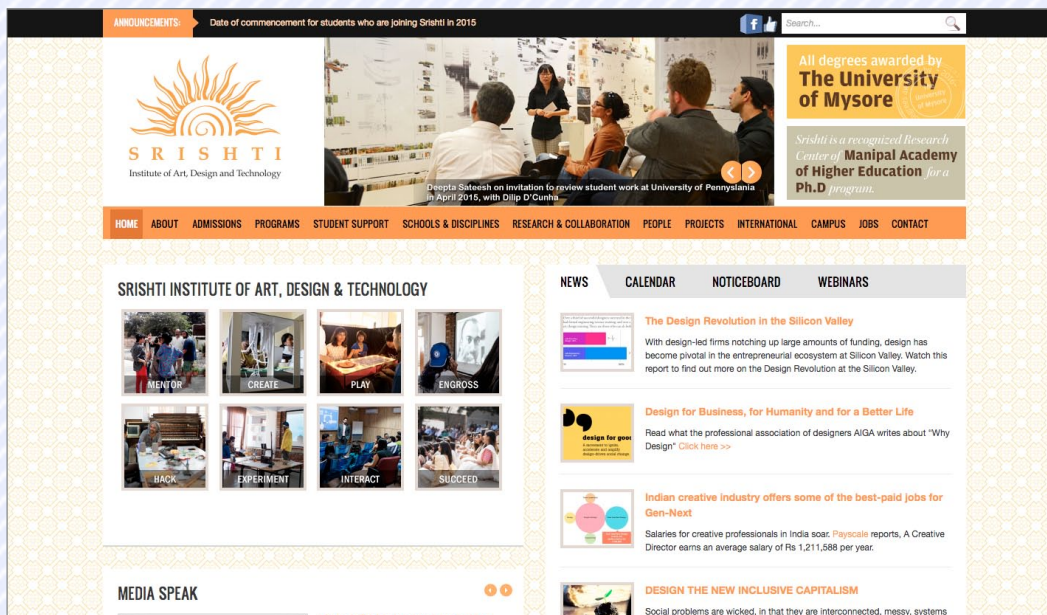 ANNOUNCEMENTS:
Date of commencement for students who are joining Srishti in 2015
Search...
SRISHTI
Institute of Art, Design and Technology
Deepta Sateesh on invitation to review student work at University of Pennyslania
in April 2015, with Dilip D'Cunha
All degrees awarded by
The University
of Mysore
Srishti is a recognized Research
Center of Manipal Academy
of Higher Education for a
Ph.D program.
HOME ABOUT ADMISSIONS PROGRAMS STUDENT SUPPORT SCHOOLS & DISCIPLINES RESEARCH & COLLABORATION PEOPLE PROJECTS INTERNATIONAL CAMPUS JOBS CONTACT
SRISHTI INSTITUTE OF ART, DESIGN & TECHNOLOGY
MENTOR CREATE PLAY ENGROSS
HACK EXPERIMENT INTERACT SUCCEED
MEDIA SPEAK
NEWS CALENDAR NOTICEBOARD WEBINARS
The Design Revolution in the Silicon Valley
With design-led firms notching up large amounts of funding, design has
become pivotal in the entrepreneurial ecosystem at Silicon Valley. Watch this
report to find out more on the Design Revolution at the Silicon Valley.
design for good
Design for Business, for Humanity and for a Better Life
Read what the professional association of designers AIGA writes about "Why
Design" Click here >>
Indian creative industry offers some of the best-paid jobs for
Gen-Next
Salaries for creative professionals in India soar. Payscale reports, A Creative
Director earns an average salary of Rs 1,211,588 per year.
DESIGN THE NEW INCLUSIVE CAPITALISM
Social problems are wicked, in that they are interconnected, messy, systems